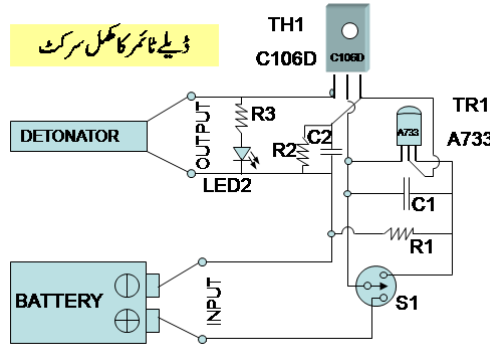 ڈیلے ٹائمر کا مکمل سرکٹ
TH1
C106D
C106D
TR1
A733
A733
DETONATOR
OUTPUT
R3
LED2
R2
C2
C1
R1
BATTERY
INPUT
S1